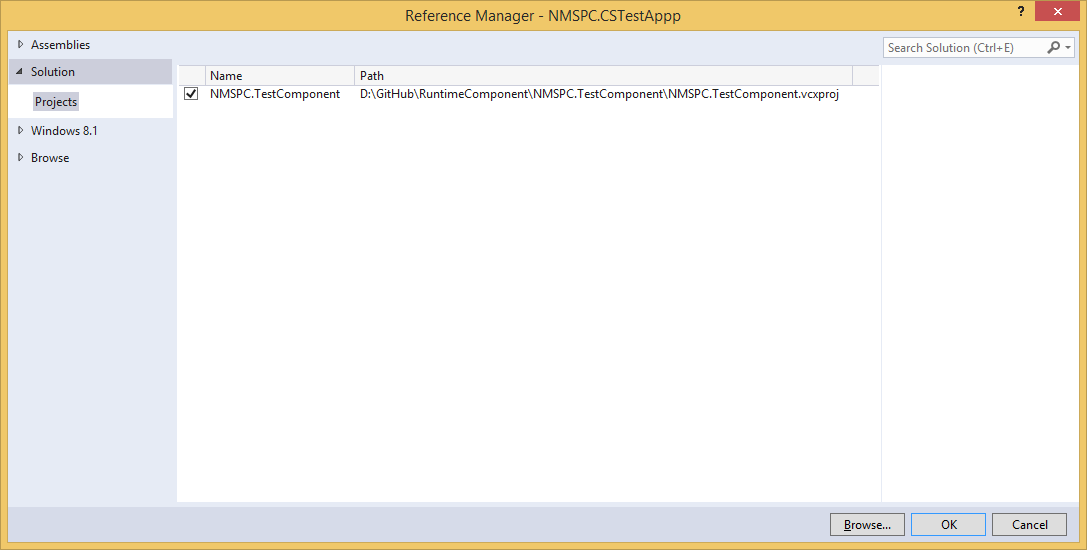 Reference Manager - NMSPC.CSTestAppp
?
Assemblies
Search Solution (Ctrl+E)
Solution
Name Path
Projects
NMSPC.TestComponent D:\GitHub\RuntimeComponent\NMSPC.TestComponent\NMSPC.TestComponent.vcxproj
Windows 8.1
Browse
Browse... OK Cancel